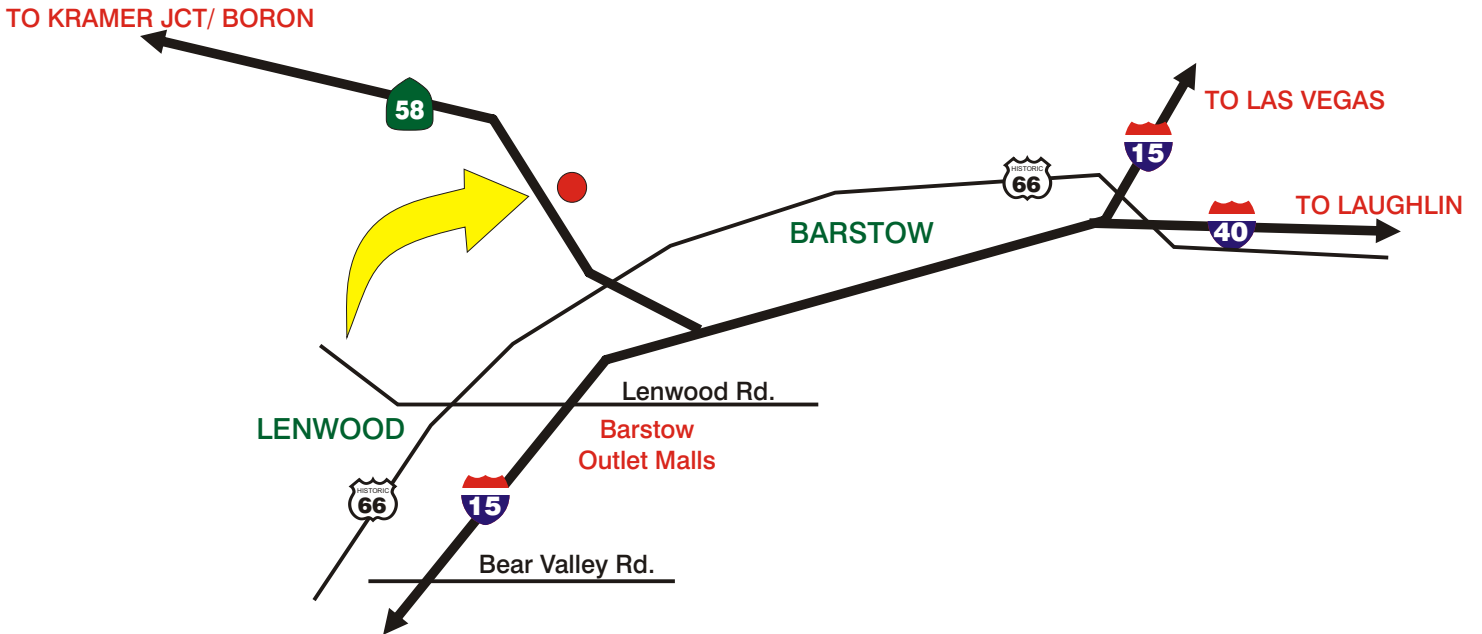 TO KRAMER JCT/ BORON
58
TO LAS VEGAS
15
HISTORIC
66
TO LAUGHLIN
40
BARSTOW
Lenwood Rd.
LENWOOD
Barstow
Outlet Malls
HISTORIC
66
15
Bear Valley Rd.